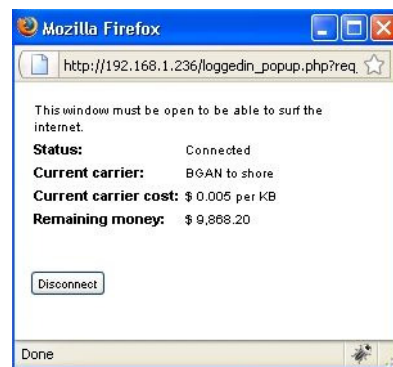 Mozilla Firefox
http://192.168.1.236/loggedin_popup.php?req_
This window must be open to be able to surf the
internet.
Status: Connected
Current carrier: BGAN to shore
Current carrier cost: $ 0.005 per KB
Remaining money: $ 9,868.20
Disconnect
Done